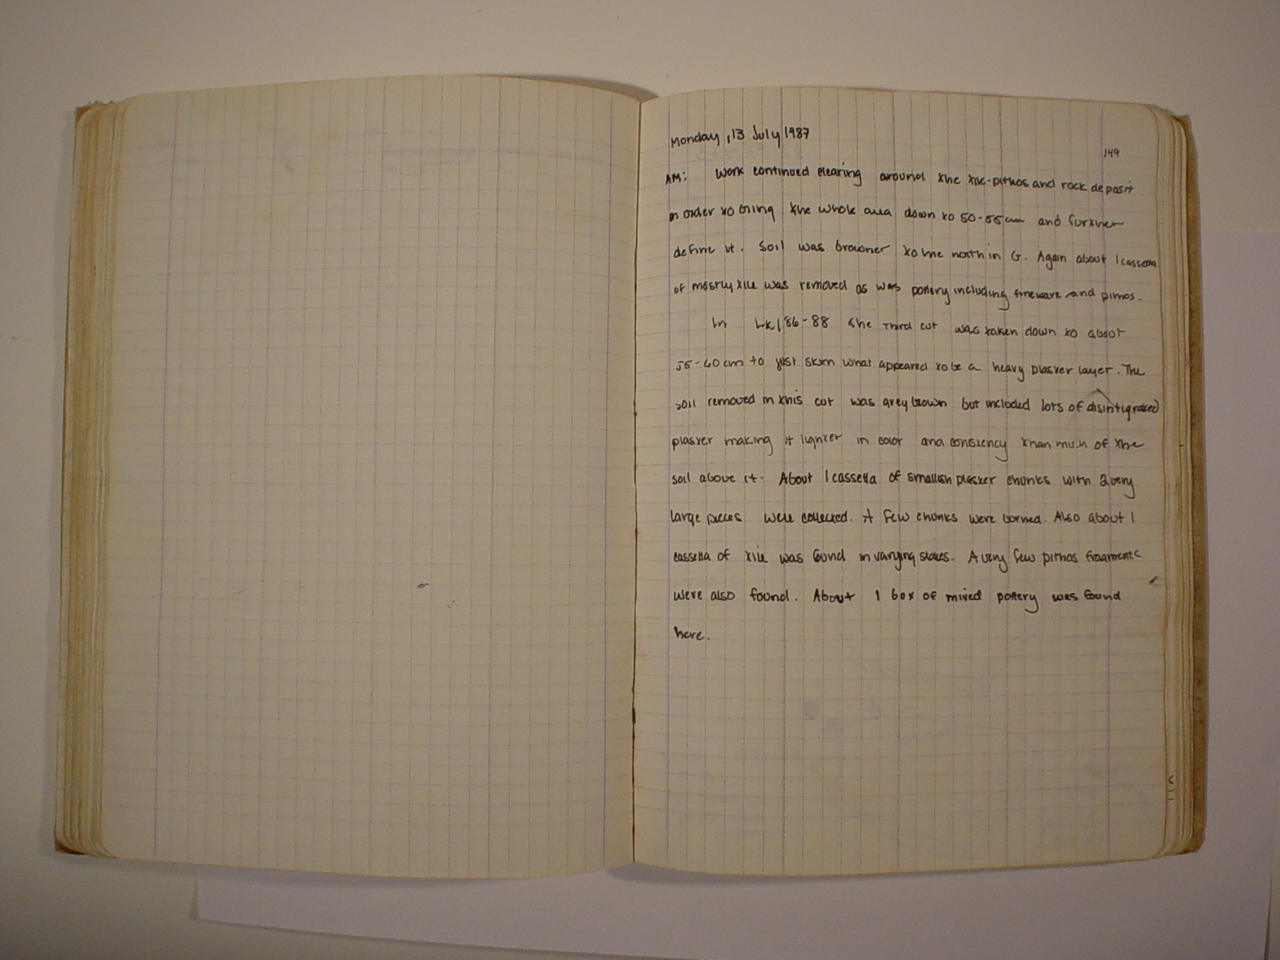 Monday, 13 July 1987
149
AM: Work continued clearing around the tile-pithos and rock deposit
in order to bring the whole area down to 50-55cm and further
define it. Soil was browner to the north in G. Again about 1 cassetta
of mostly tile was removed as was pottery including fineware and pithos.
In 86-88 the third cut was taken down to about
55-60cm to just skim what appeared to be a heavy plaster layer. The
soil removed in this cut was grey brown but included lots of disintigrated
plaster making it lighter in color and consiency than much of the
soil above it. About 1 cassetta of smallish plaster chunks with 2 very
large pieces were collected. A few chunks were burned. Also about 1
cassetta of tile was found in varying states. A very few pithos fragments
were also found. About 1 box of mixed pottery was found
here.